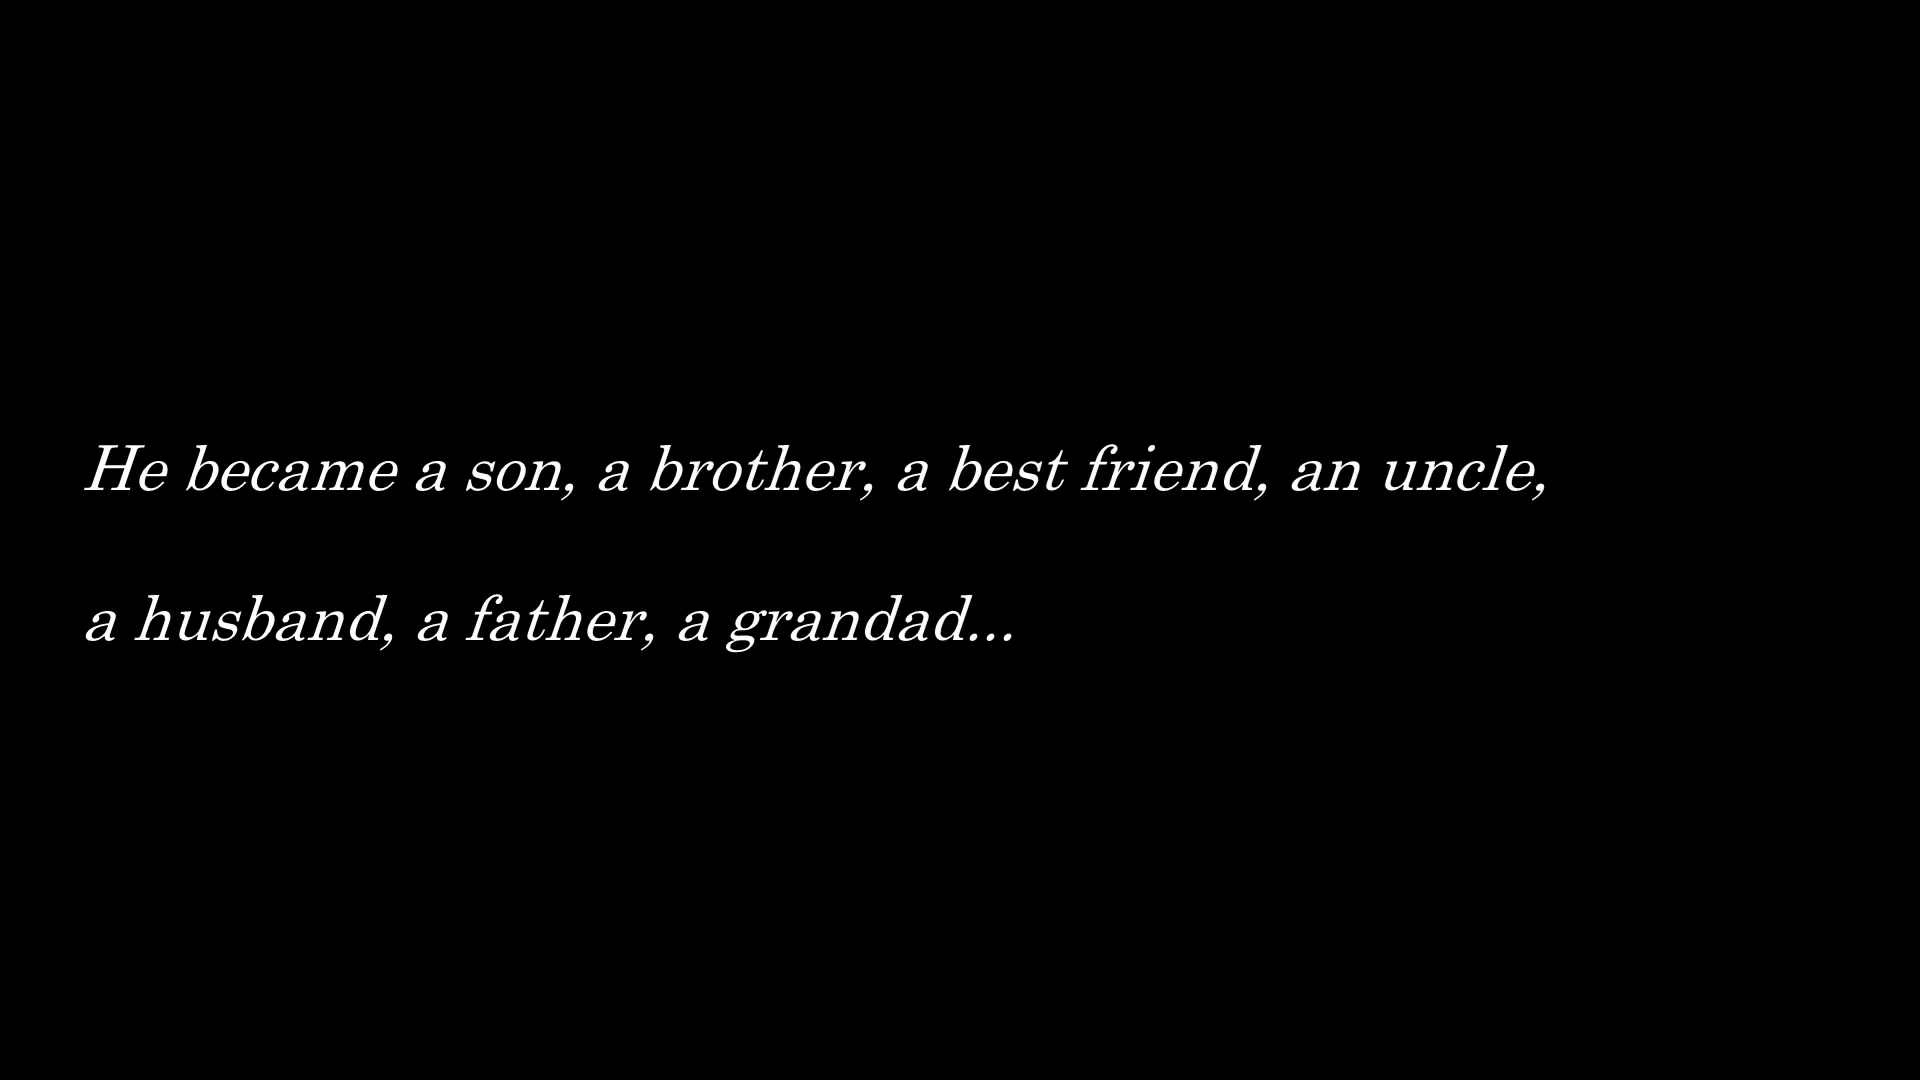 He became a son, a brother, a best friend, an uncle,
a husband, a father, a grandad...